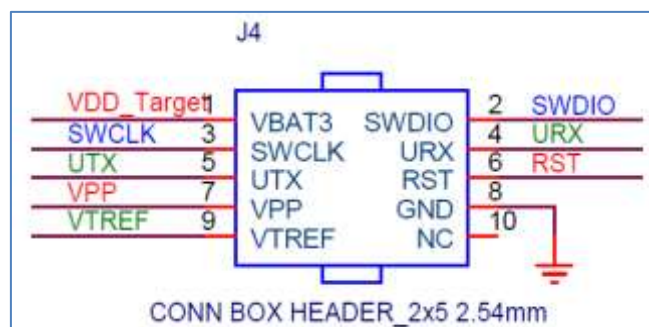 J4
VDD_Target 1 VBAT3 SWDIO 2 SWDIO
SWCLK 3 SWCLK URX 4 URX
UTX 5 UTX RST 6 RST
VPP 7 VPP GND 8
VTREF 9 VTREF NC 10
CONN BOX HEADER_2x5 2.54mm